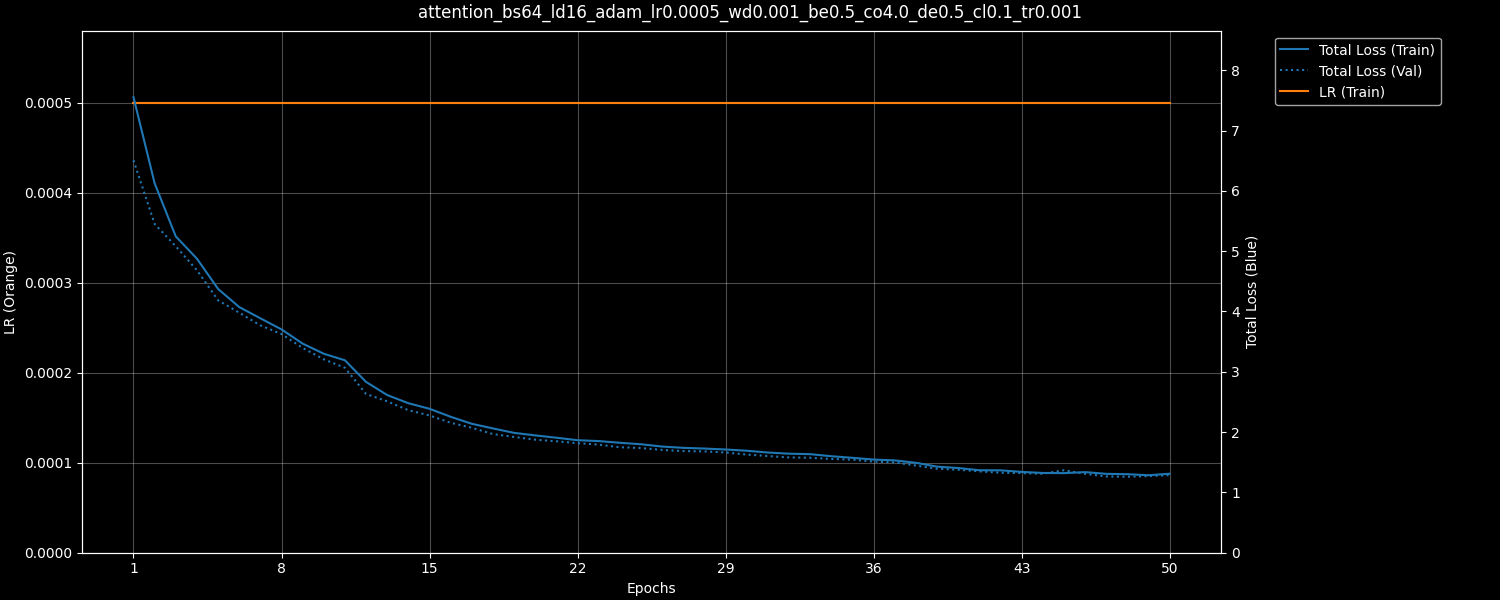 attention_bs64_ld16_adam_lr0.0005_wd0.001_be0.5_co4.0_de0.5_cl0.1_tr0.001
Total Loss (Train)
Total Loss (Val)
LR (Train)
LR (Orange)
0.0005
0.0004
0.0003
0.0002
0.0001
0.0000
8
7
6
5
4
3
2
1
0
Total Loss (Blue)
1 8 15 22 29 36 43 50
Epochs